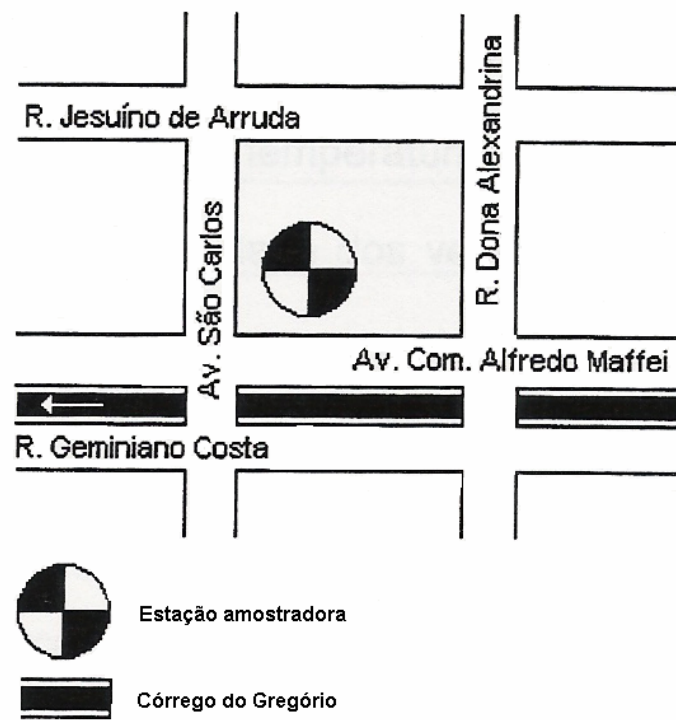 R. Jesuíno de Arruda
R. Dona Alexandrina
Av. São Carlos
Av. Com. Alfredo Maffei
R. Geminiano Costa
Estação amostradora
Córrego do Gregório